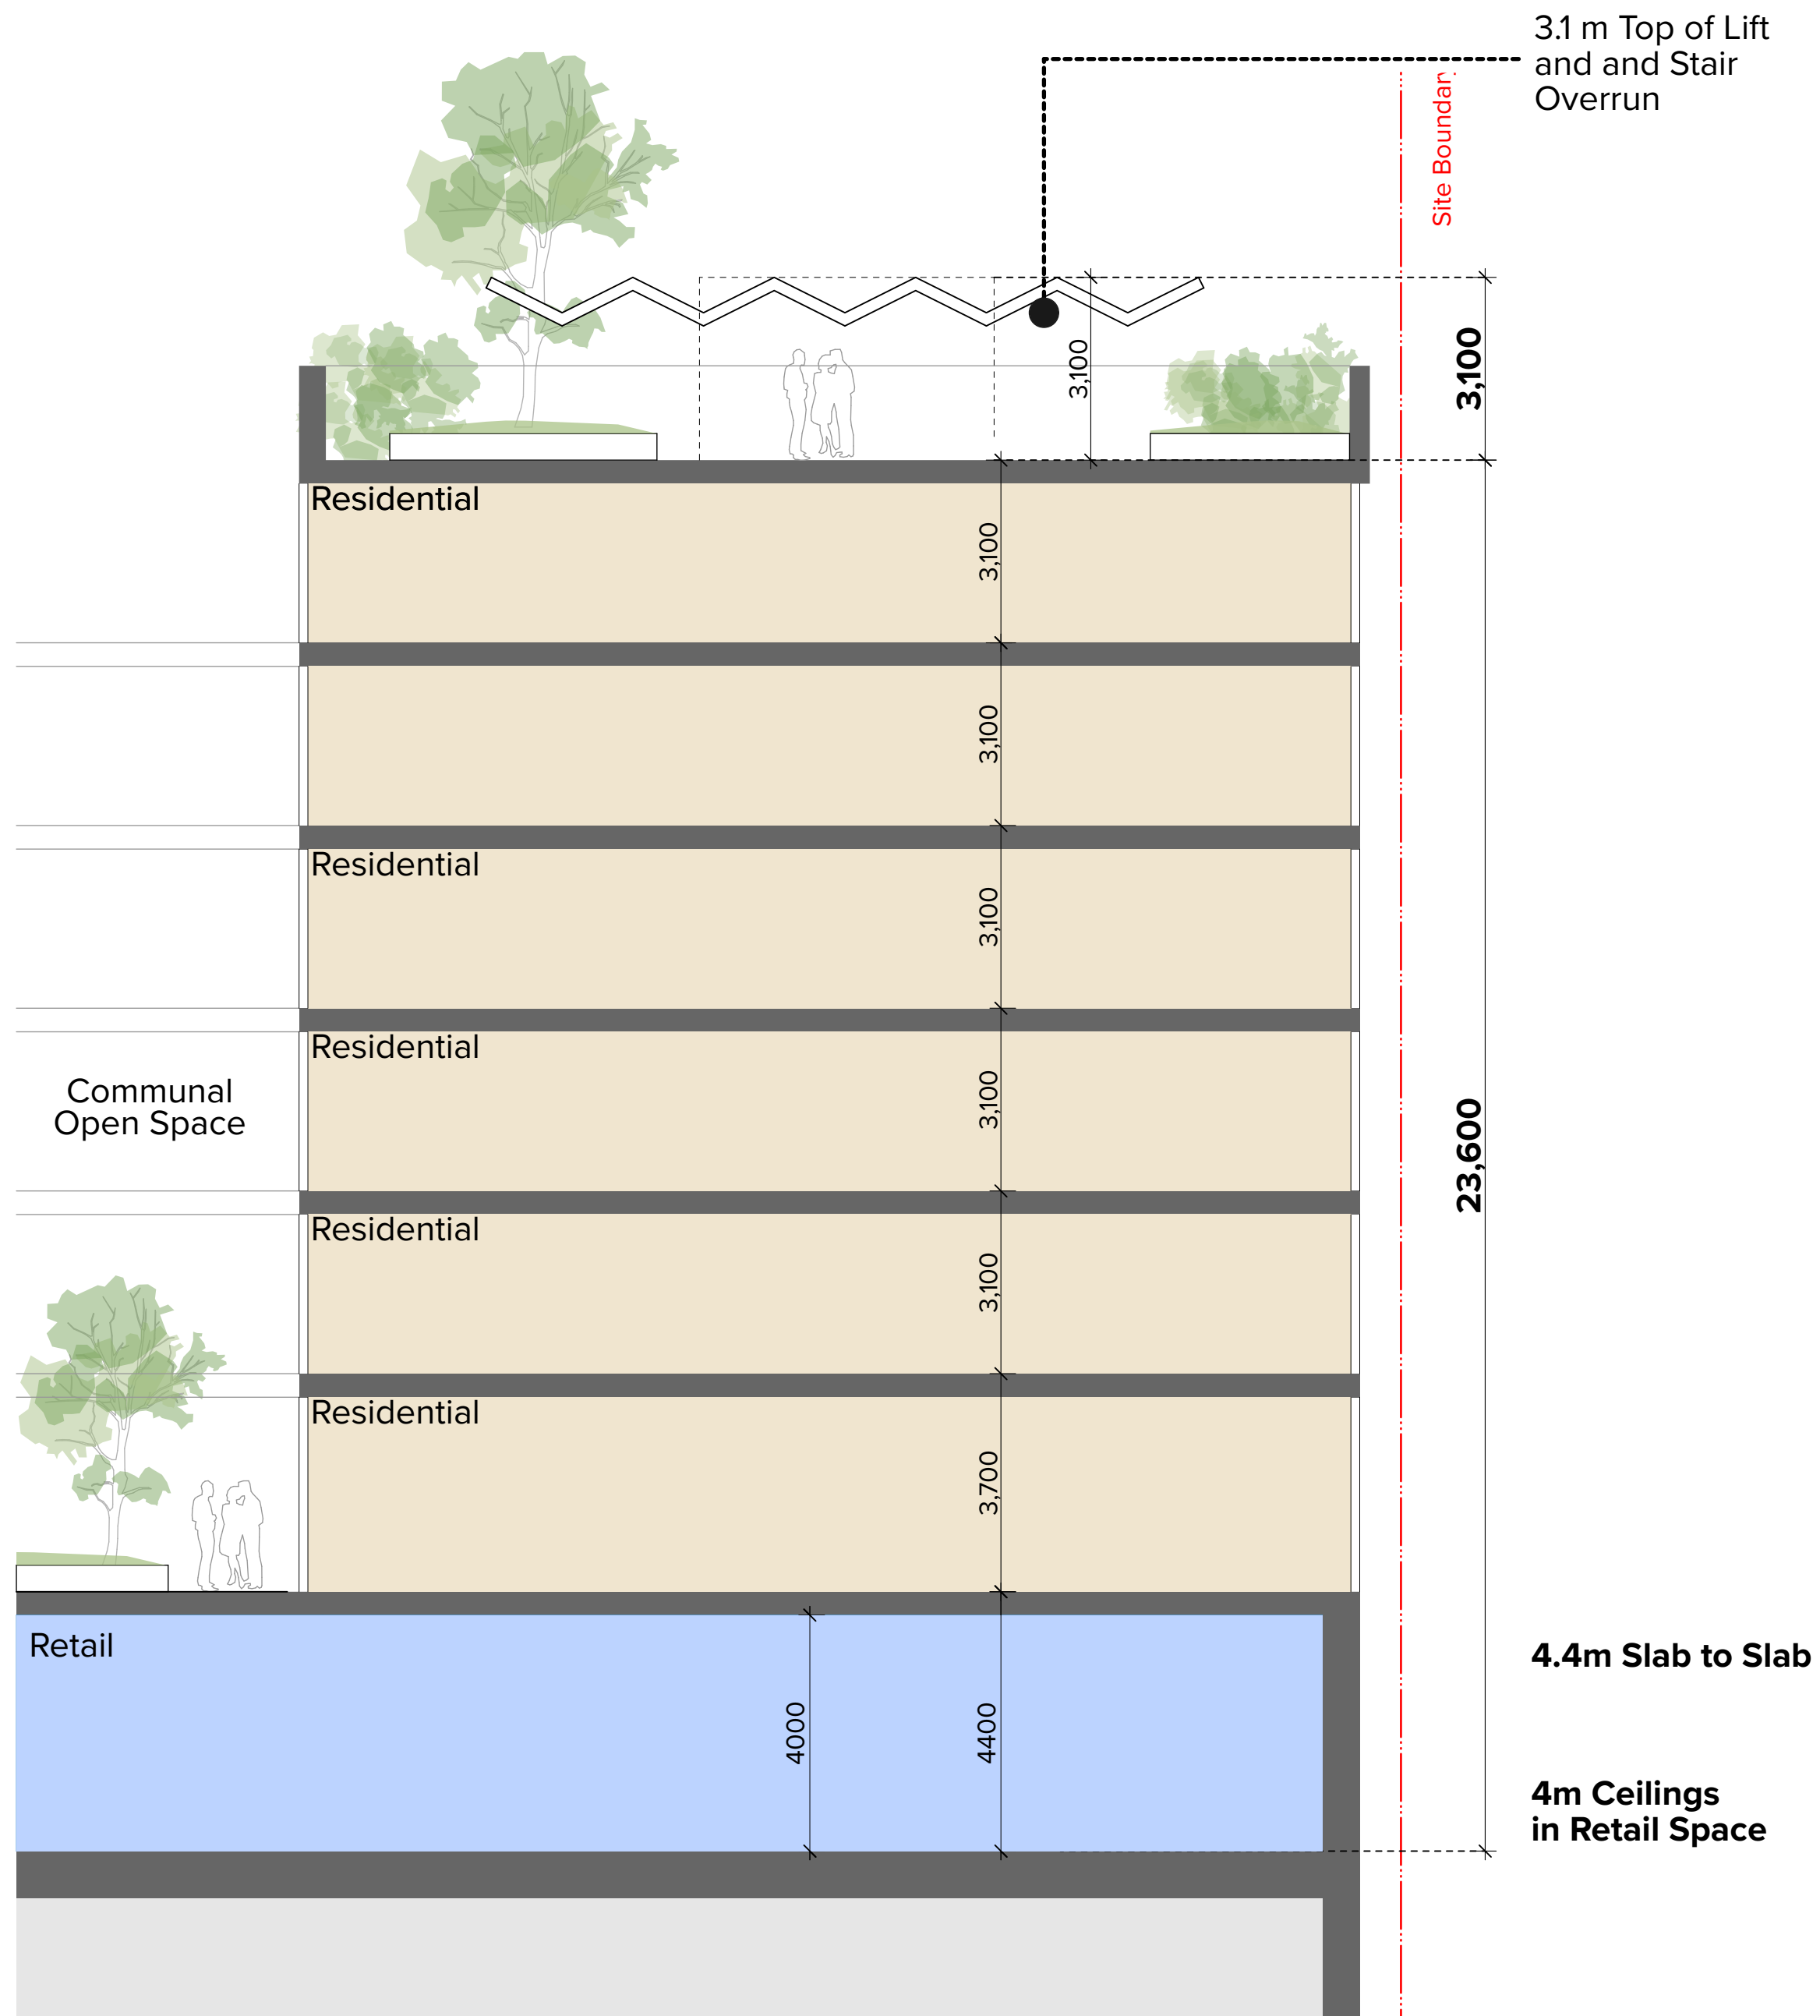 3.1 m Top of Lift
and and Stair
Overrun
Site Boundary
3,100
3,100
Residential
3,100
3,100
Residential
3,100
Residential
3,100
Communal
Open Space
23,600
Residential
3,100
Residential
3,700
Retail
4.4m Slab to Slab
4000
4400
4m Ceilings
in Retail Space